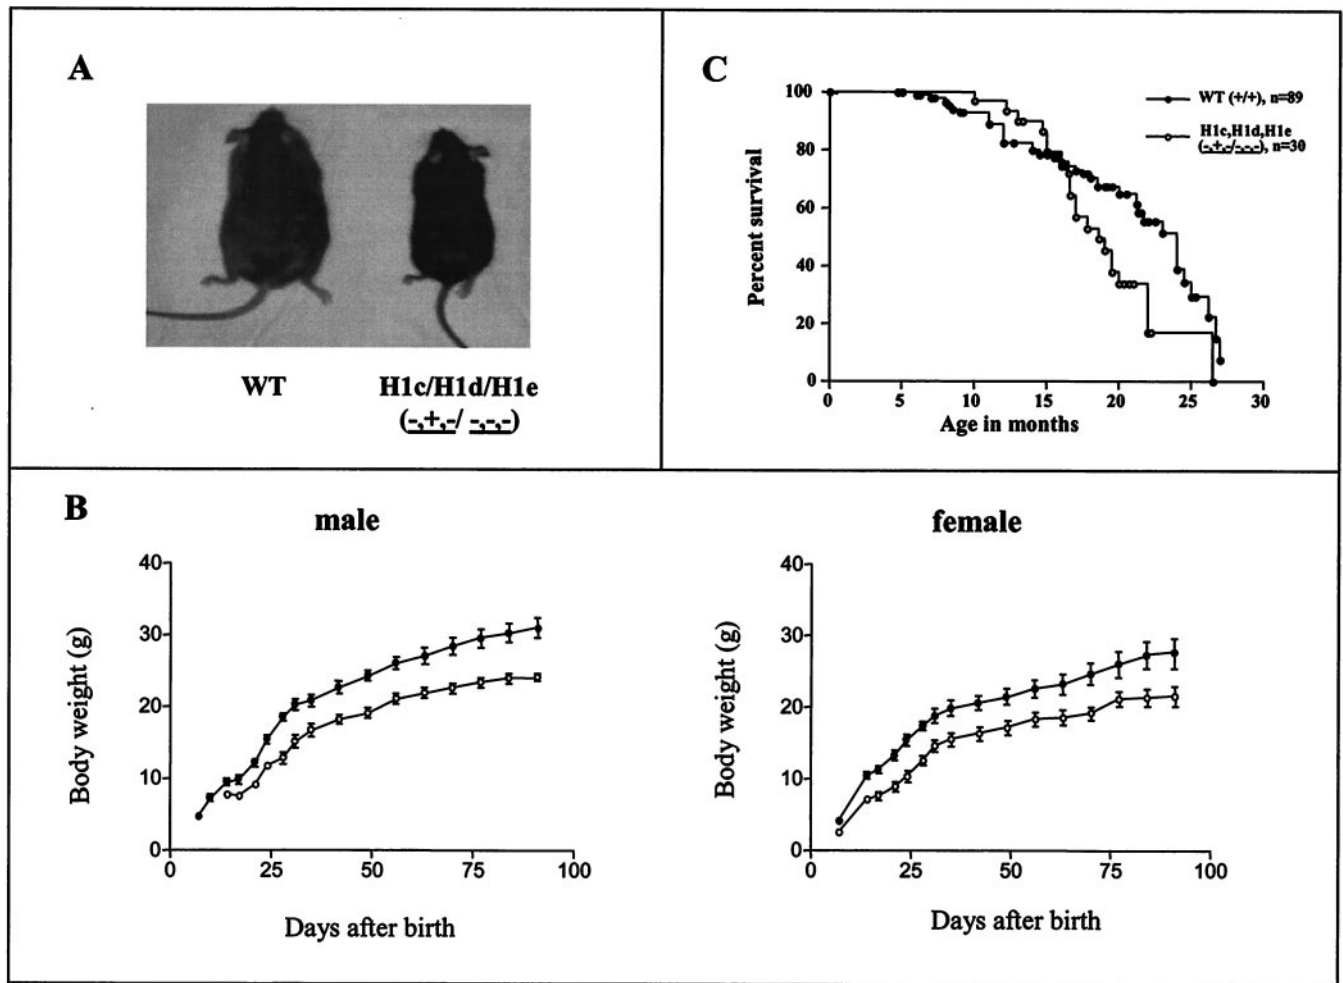 A
WT
H1c/H1d/H1e
(-,+,-/ -,-,-)
C
100
80
60
40
20
0
Percent survival
0 5 10 15 20 25 30
Age in months
WT (+/+), n=89
H1c,H1d,H1e
(-,+,-/-,-,-), n=30
B
male
40
30
20
10
0
Body weight (g)
0 25 50 75 100
Days after birth
female
40
30
20
10
0
Body weight (g)
0 25 50 75 100
Days after birth